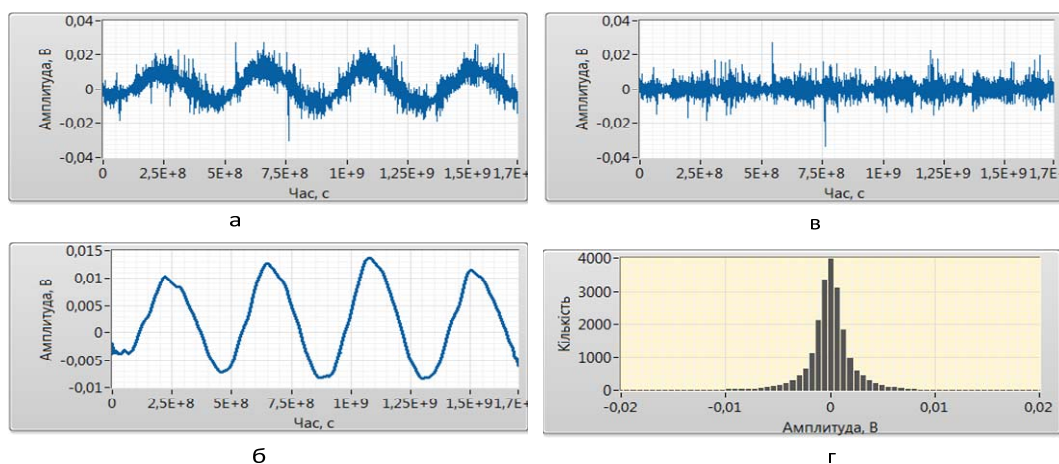 0,04
0,02
0
-0,02
-0,04
Амплитуда, В
0
2,5E+8
5E+8
7,5E+8
1E+9
1,25E+9
1,5E+9
1,7E+
Час, с
а
0,04
0,02
0
-0,02
-0,04
Амплитуда, В
0
2,5E+8
5E+8
7,5E+8
1E+9
1,25E+9
1,5E+9
1,7E+
Час, с
в
0,015
0,01
0,005
0
-0,005
-0,01
Амплитуда, В
0
2,5E+8
5E+8
7,5E+8
1E+9
1,25E+9
1,5E+9
1,7E+
Час, с
б
4000
3000
2000
1000
0
Кількість
-0,02
-0,01
0
0,01
0,02
Амплитуда, В
г